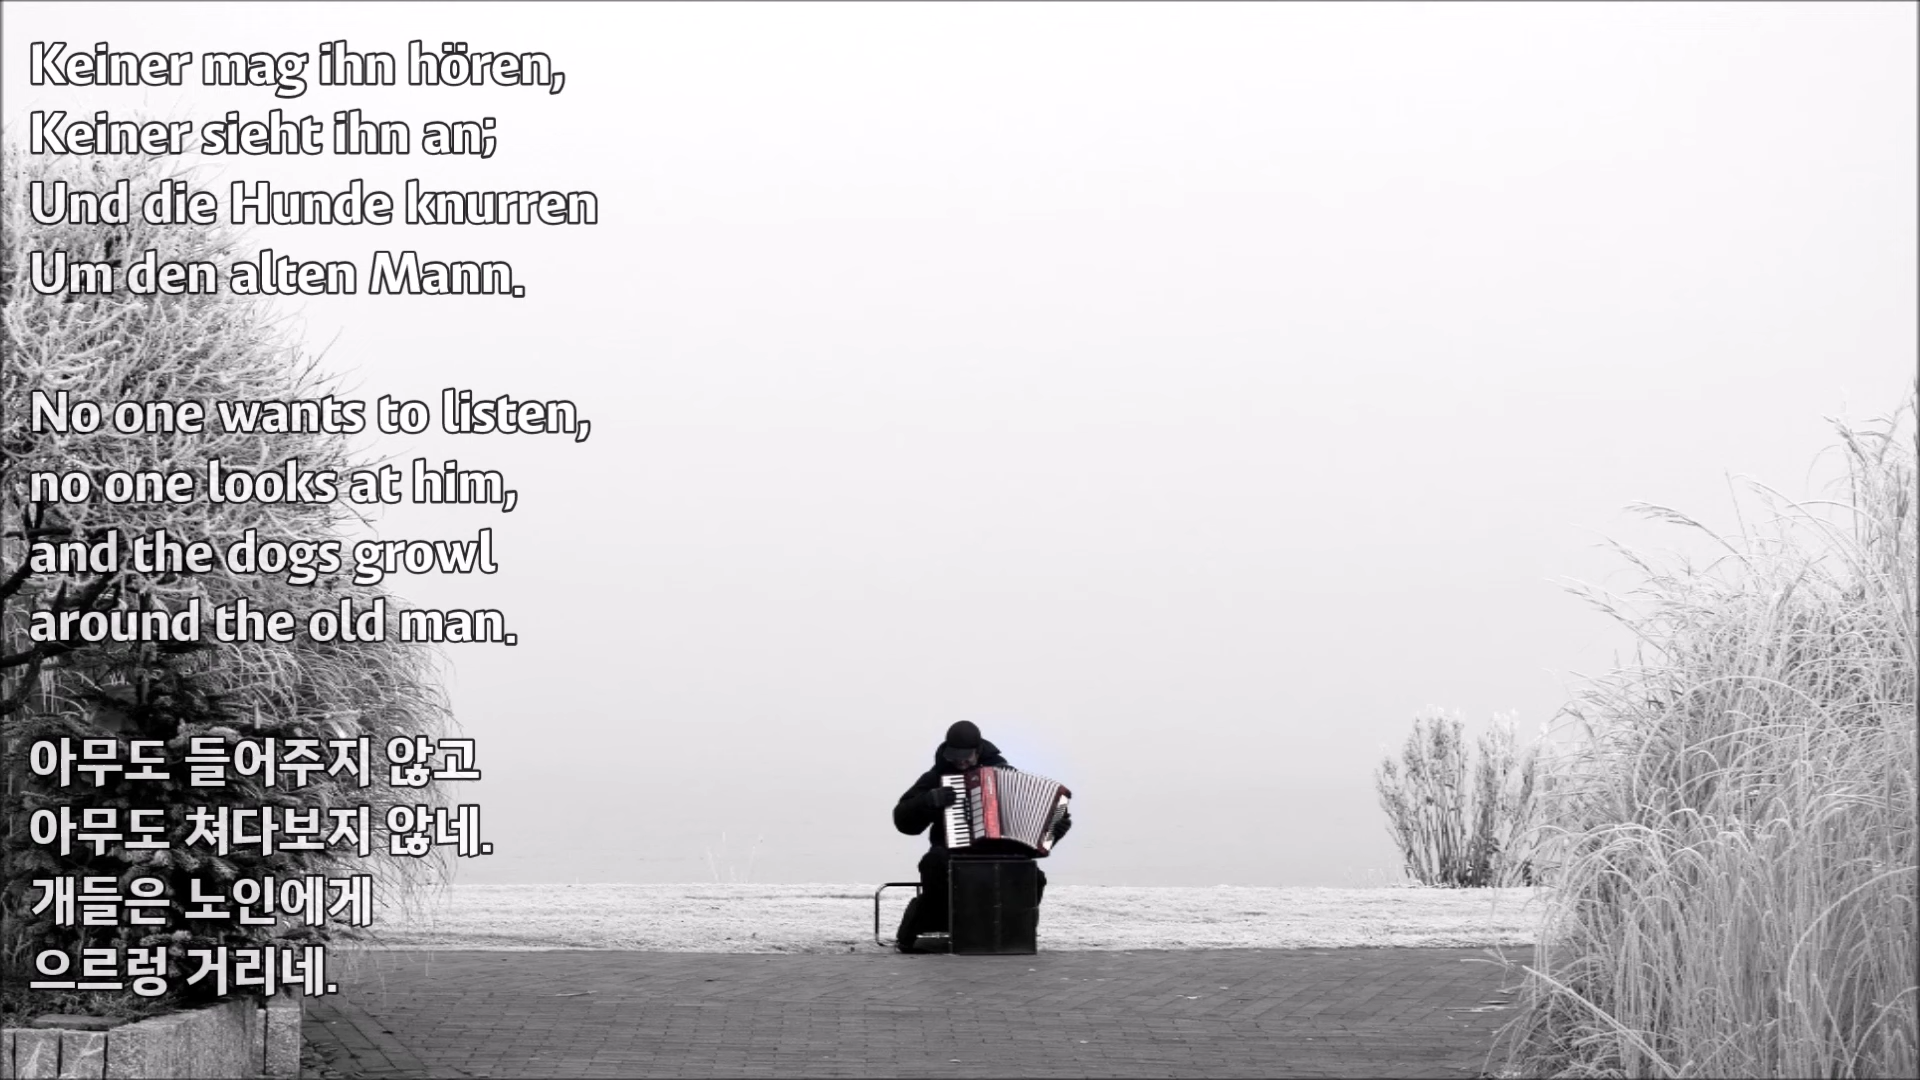 Keiner mag ihn hören,
Keiner sieht ihn an;
Und die Hunde knurren
Um den alten Mann.
No one wants to listen,
no one looks at him,
and the dogs growl
around the old man.
아무도 들어주지 않고
아무도 쳐다보지 않네.
개들은 노인에게
으르렁 거리네.